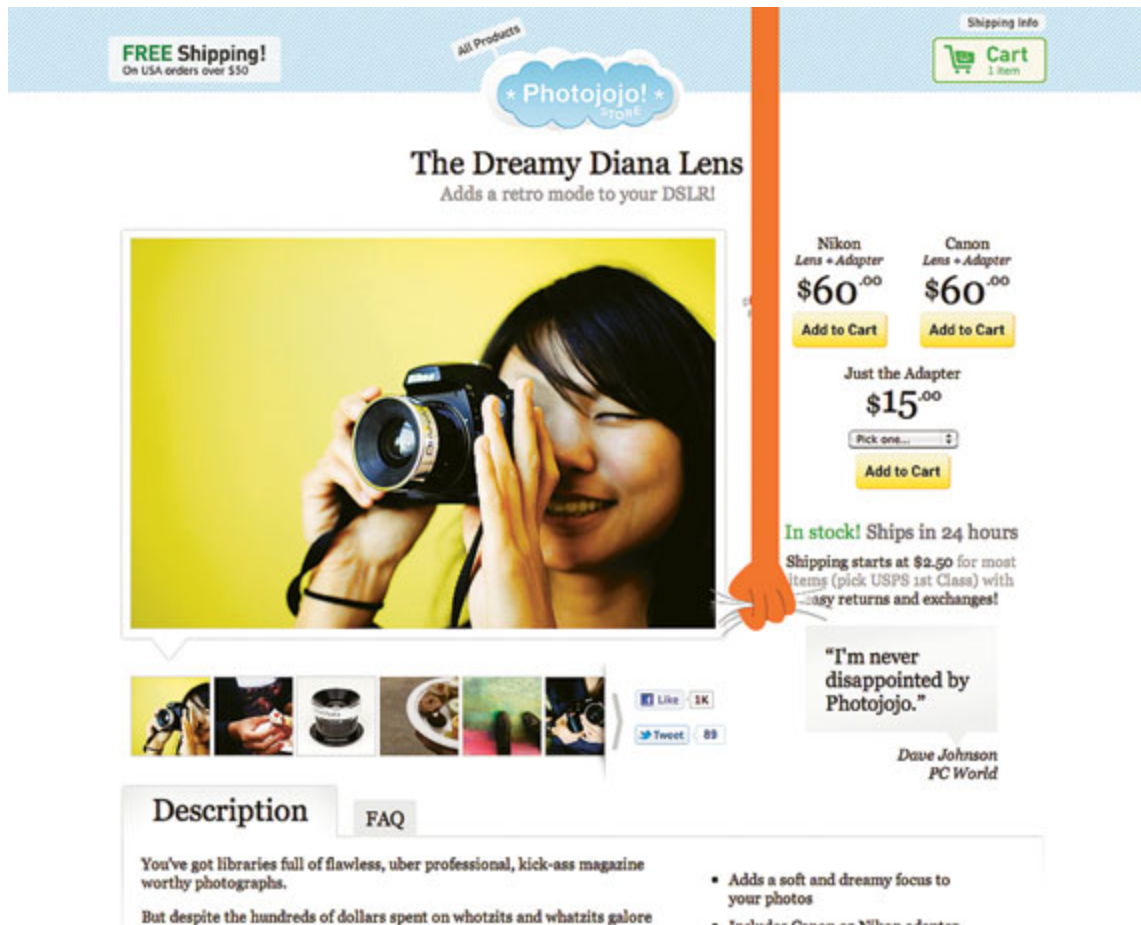 FREE Shipping!
On USA orders over $50
All Products
* Photojojo! *
STORE
Shipping Info
Cart
1 item
The Dreamy Diana Lens
Adds a retro mode to your DSLR!
Nikon
Nikon
Lens + Adapter
$60.00
Add to Cart
Canon
Lens + Adapter
$60.00
Add to Cart
Just the Adapter
$15.00
Pick one...
Add to Cart
In stock! Ships in 24 hours
Shipping starts at $2.50 for most
items (pick USPS 1st Class) with
asy returns and exchanges!
“I'm never
disappointed by
Photojojo.”
Dave Johnson
PC World
Like 1K
Tweet 89
Description
FAQ
You've got libraries full of flawless, uber professional, kick-ass magazine
worthy photographs.
But despite the hundreds of dollars spent on whotzits and whatzits galore
▪ Adds a soft and dreamy focus to
your photos
▪ Includes Canon or Nikon adapter